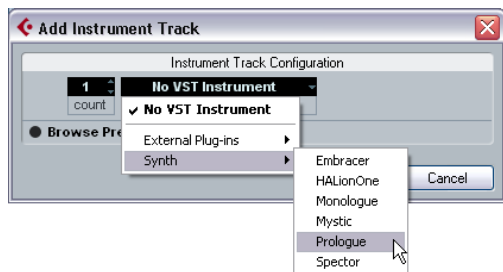 Add Instrument Track
Instrument Track Configuration
1 No VST Instrument
count
✓ No VST Instrument
Browse Pre
External Plug-ins
Synth
Embracer
HALionOne
Monologue
Mystic
Prologue
Spector
Cancel